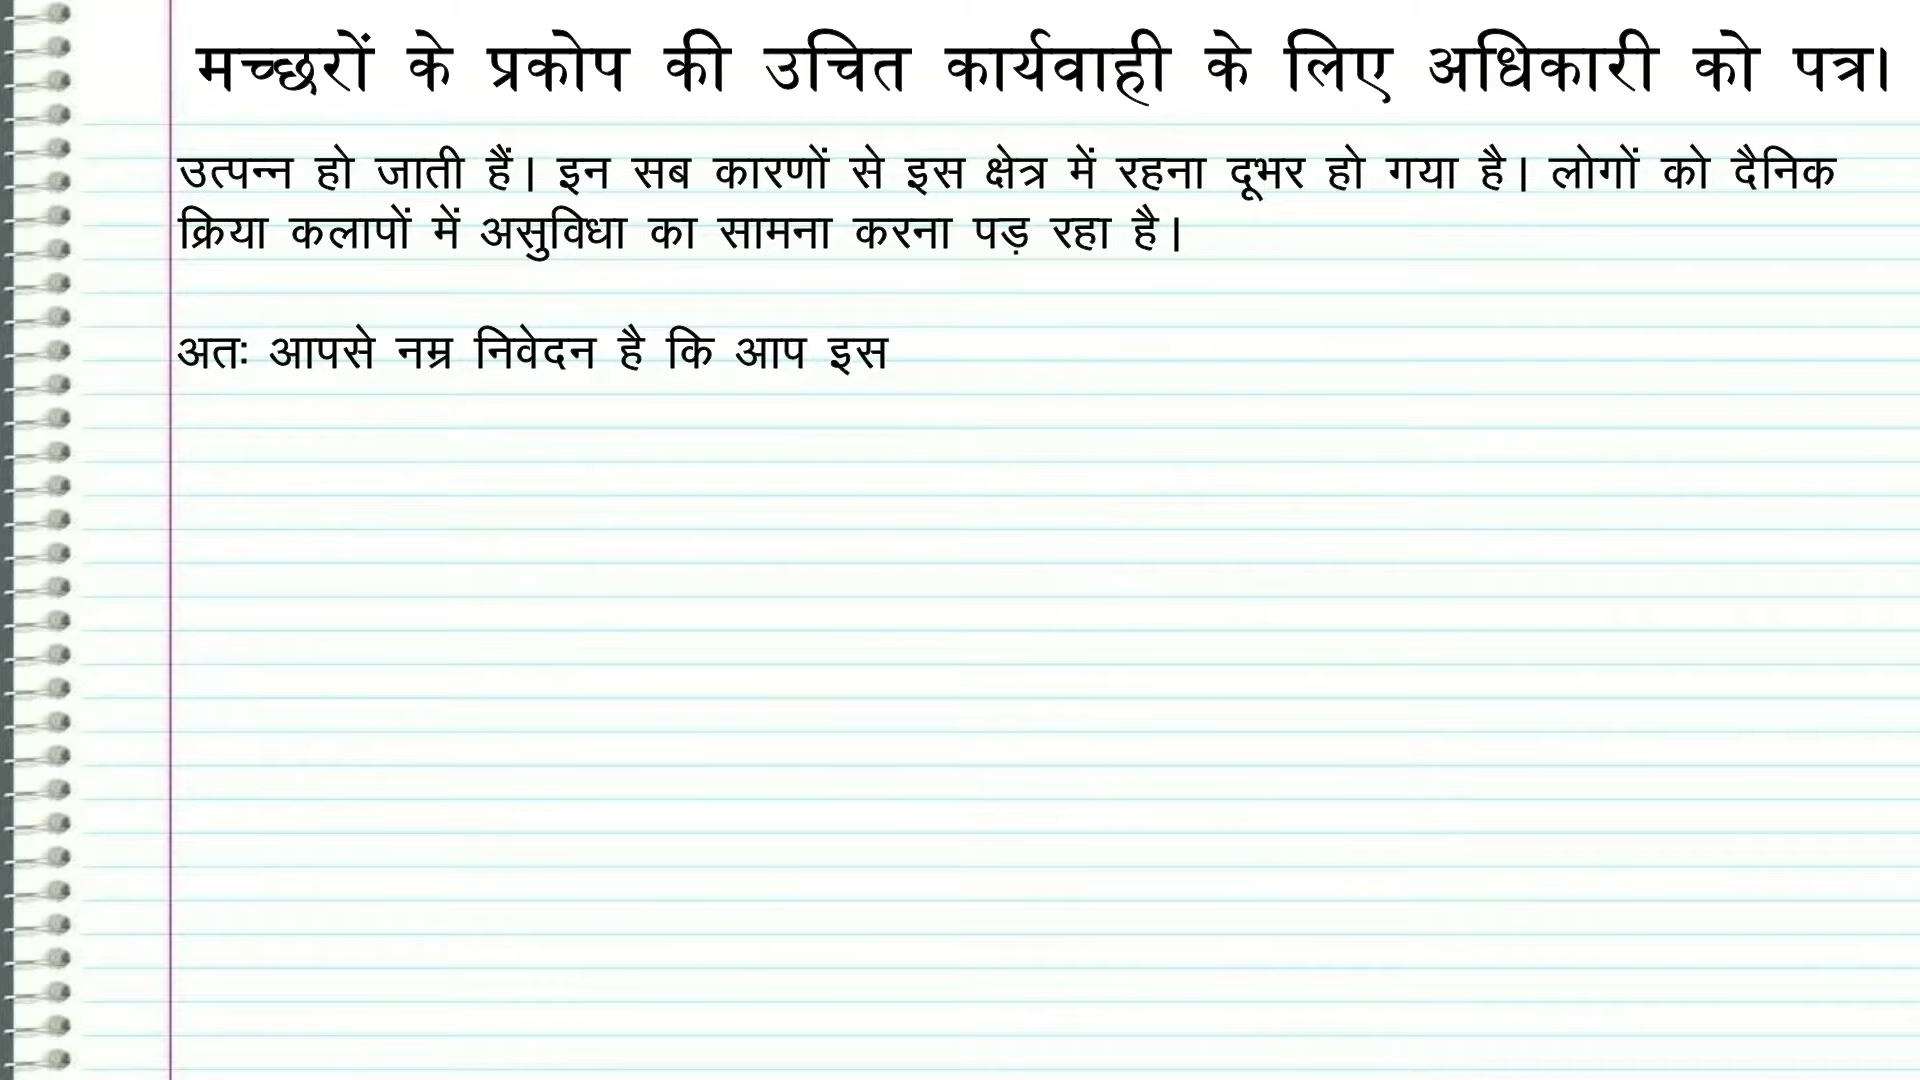 मच्छरों के प्रकोप की उचित कार्यवाही के लिए अधिकारी को पत्र।
उत्पन्न हो जाती हैं। इन सब कारणों से इस क्षेत्र में रहना दूभर हो गया है। लोगों को दैनिक
क्रिया कलापों में असुविधा का सामना करना पड़ रहा है।
अतः आपसे नम्र निवेदन है कि आप इस